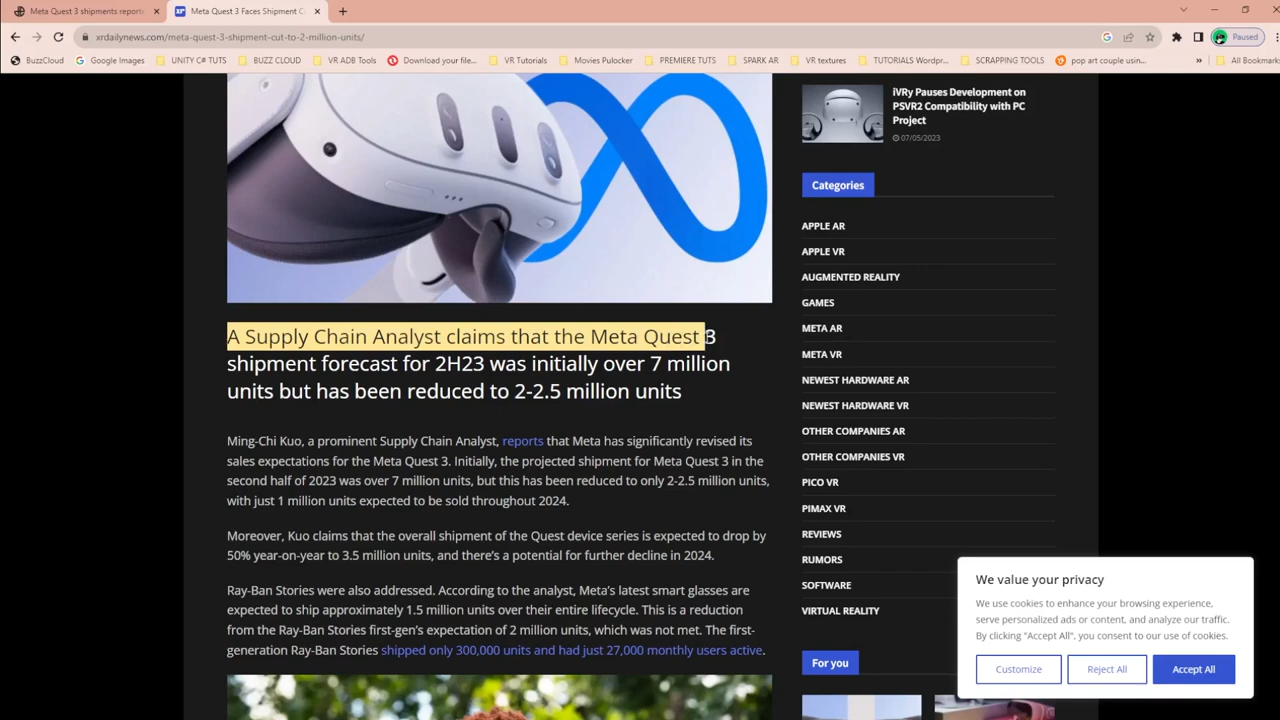 Meta Quest 3 shipments report
Meta Quest 3 Faces Shipment C
xrdailynews.com/meta-quest-3-shipment-cut-to-2-million-units/
Paused
BuzzCloud
Google Images
UNITY C# TUTS
BUZZ CLOUD
VR ADB Tools
Download your file...
VR Tutorials
Movies Pulocker
PREMIERE TUTS
SPARK AR
VR textures
TUTORIALS Wordpr...
SCRAPPING TOOLS
pop art couple usin...
»
All Bookmarks
A Supply Chain Analyst claims that the Meta Quest 3
shipment forecast for 2H23 was initially over 7 million
units but has been reduced to 2-2.5 million units
Ming-Chi Kuo, a prominent Supply Chain Analyst, reports that Meta has significantly revised its
sales expectations for the Meta Quest 3. Initially, the projected shipment for Meta Quest 3 in the
second half of 2023 was over 7 million units, but this has been reduced to only 2-2.5 million units,
with just 1 million units expected to be sold throughout 2024.
Moreover, Kuo claims that the overall shipment of the Quest device series is expected to drop by
50% year-on-year to 3.5 million units, and there's a potential for further decline in 2024.
Ray-Ban Stories were also addressed. According to the analyst, Meta's latest smart glasses are
expected to ship approximately 1.5 million units over their entire lifecycle. This is a reduction
from the Ray-Ban Stories first-gen's expectation of 2 million units, which was not met. The first-
generation Ray-Ban Stories shipped only 300,000 units and had just 27,000 monthly users active.
iVRy Pauses Development on
PSVR2 Compatibility with PC
Project
07/05/2023
Categories
APPLE AR
APPLE VR
AUGMENTED REALITY
GAMES
META AR
META VR
NEWEST HARDWARE AR
NEWEST HARDWARE VR
OTHER COMPANIES AR
OTHER COMPANIES VR
PICO VR
PIMAX VR
REVIEWS
RUMORS
SOFTWARE
VIRTUAL REALITY
For you
We value your privacy
We use cookies to enhance your browsing experience,
serve personalized ads or content, and analyze our traffic.
By clicking "Accept All", you consent to our use of cookies.
Customize
Reject All
Accept All